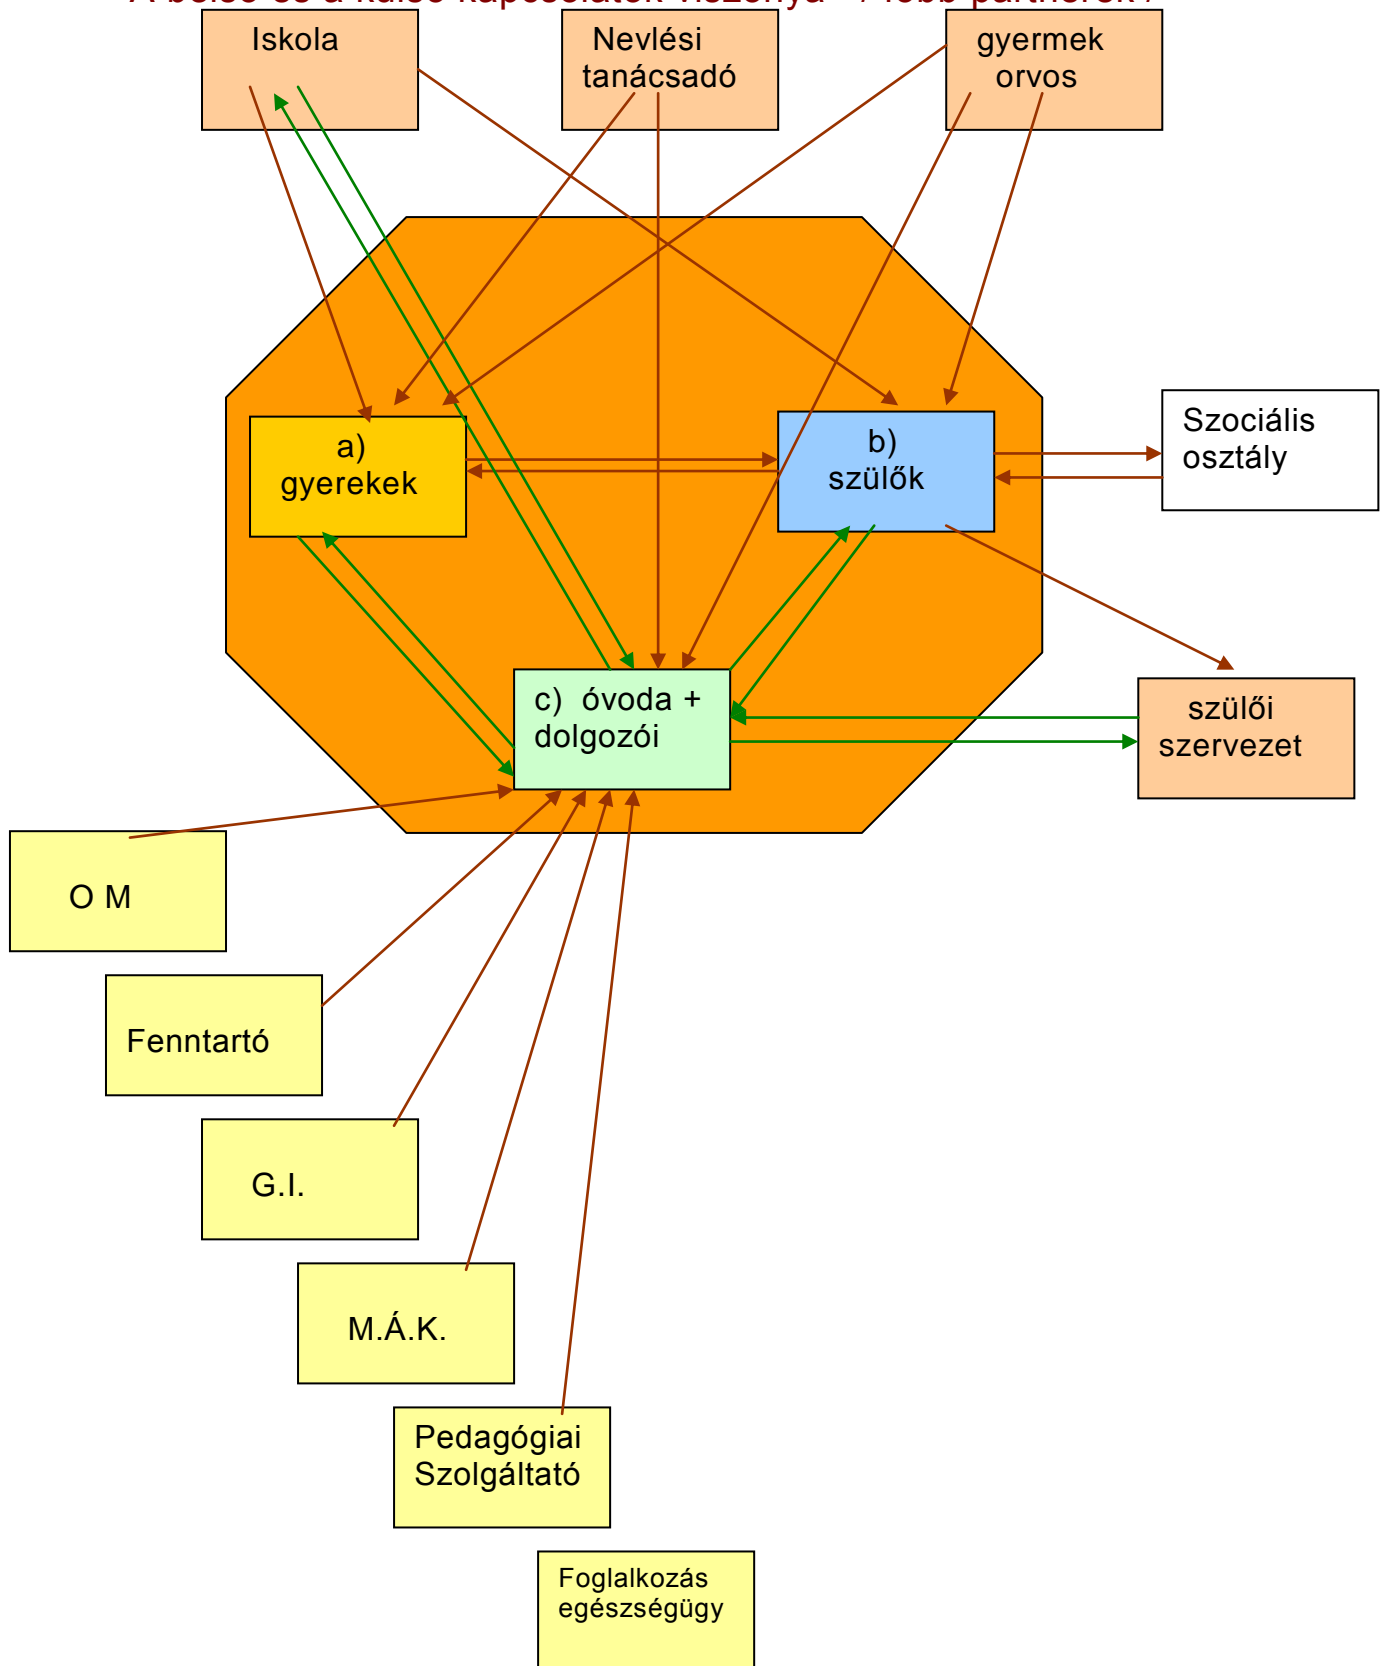 Iskola
Nevlési
tanácsadó
gyermek
orvos
a)
gyerekek
b)
szülők
Szociális
osztály
c) óvoda +
dolgozói
szülői
szervezet
O M
Fenntartó
G.I.
M.Á.K.
Pedagógiai
Szolgáltató
Foglalkozás
egészségügy